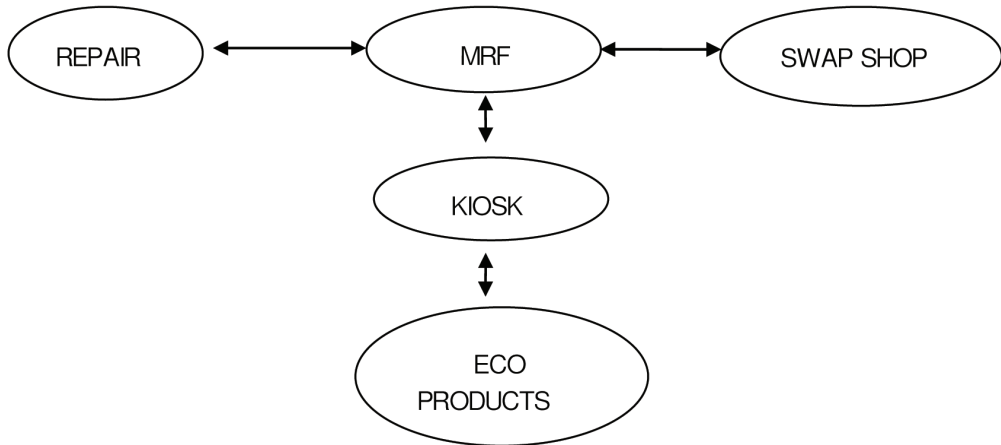 REPAIR
MRF
SWAP SHOP
KIOSK
ECO
PRODUCTS